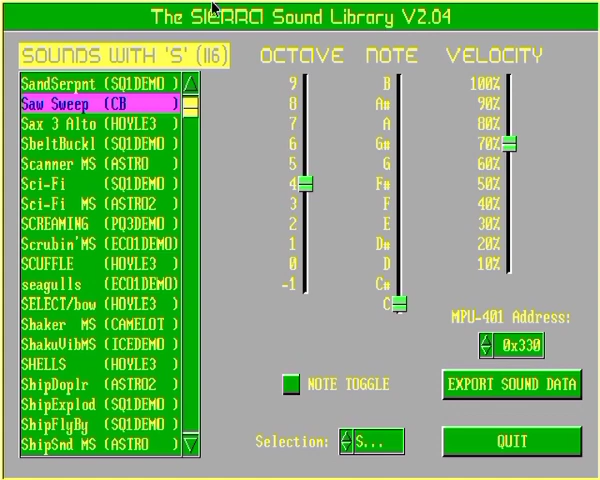 The SIERRA Sound Library V2.04
SOUNDS WITH 'S' (116)
OCTAVE NOTE VELOCITY
SandSerpnt (SQ1DEMO )
Saw Sweep (CB )
Sax 3 Alto (HOYLE3 )
SbeltBuckl (SQ1DEMO )
Scanner MS (ASTRO )
Sci-Fi (SQ1DEMO )
Sci-Fi MS (ASTRO2 )
SCREAMING (PQ3DEMO )
Scrubin'MS (ECO1DEMO)
SCUFFLE (HOYLE3 )
seagulls (ECO1DEMO)
SELECT/bow (HOYLE3 )
Shaker MS (CAMELOT )
ShakuVibMS (ICEDEMO )
SHELLS (HOYLE3 )
ShipDoplr (ASTRO2 )
ShipExplod (SQ1DEMO )
ShipFlyBy (SQ1DEMO )
ShipSnd MS (ASTRO )
9
8
7
6
5
4
3
2
1
0
-1
B
A#
A
G#
G
F#
F
E
D#
D
C#
C
100%
90%
80%
70%
60%
50%
40%
30%
20%
10%
MPU-401 Address:
0x330
NOTE TOGGLE
EXPORT SOUND DATA
Selection: S...
QUIT